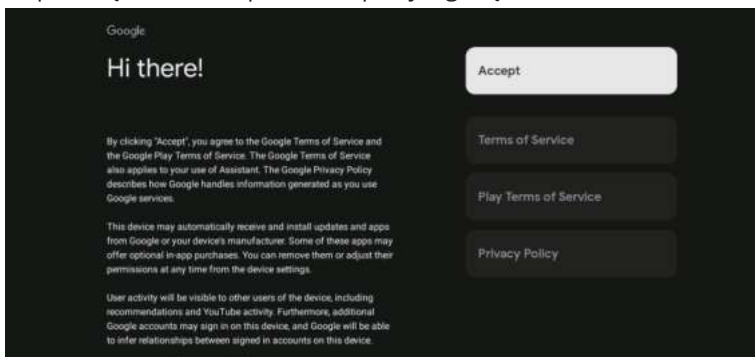 Google
Hi there!
Accept
By clicking "Accept", you agree to the Google Terms of Service and
the Google Play Terms of Service. The Google Terms of Service
also applies to your use of Assistant. The Google Privacy Policy
describes how Google handles information generated as you use
Google services.
This device may automatically receive and install updates and apps
from Google or your device's manufacturer. Some of these apps may
offer optional in-app purchases. You can remove them or adjust their
permissions at any time from the device settings.
User activity will be visible to other users of the device, including
recommendations and YouTube activity. Furthermore, additional
Google accounts may sign in on this device, and Google will be able
to infer relationships between signed in accounts on this device.
Terms of Service
Play Terms of Service
Privacy Policy